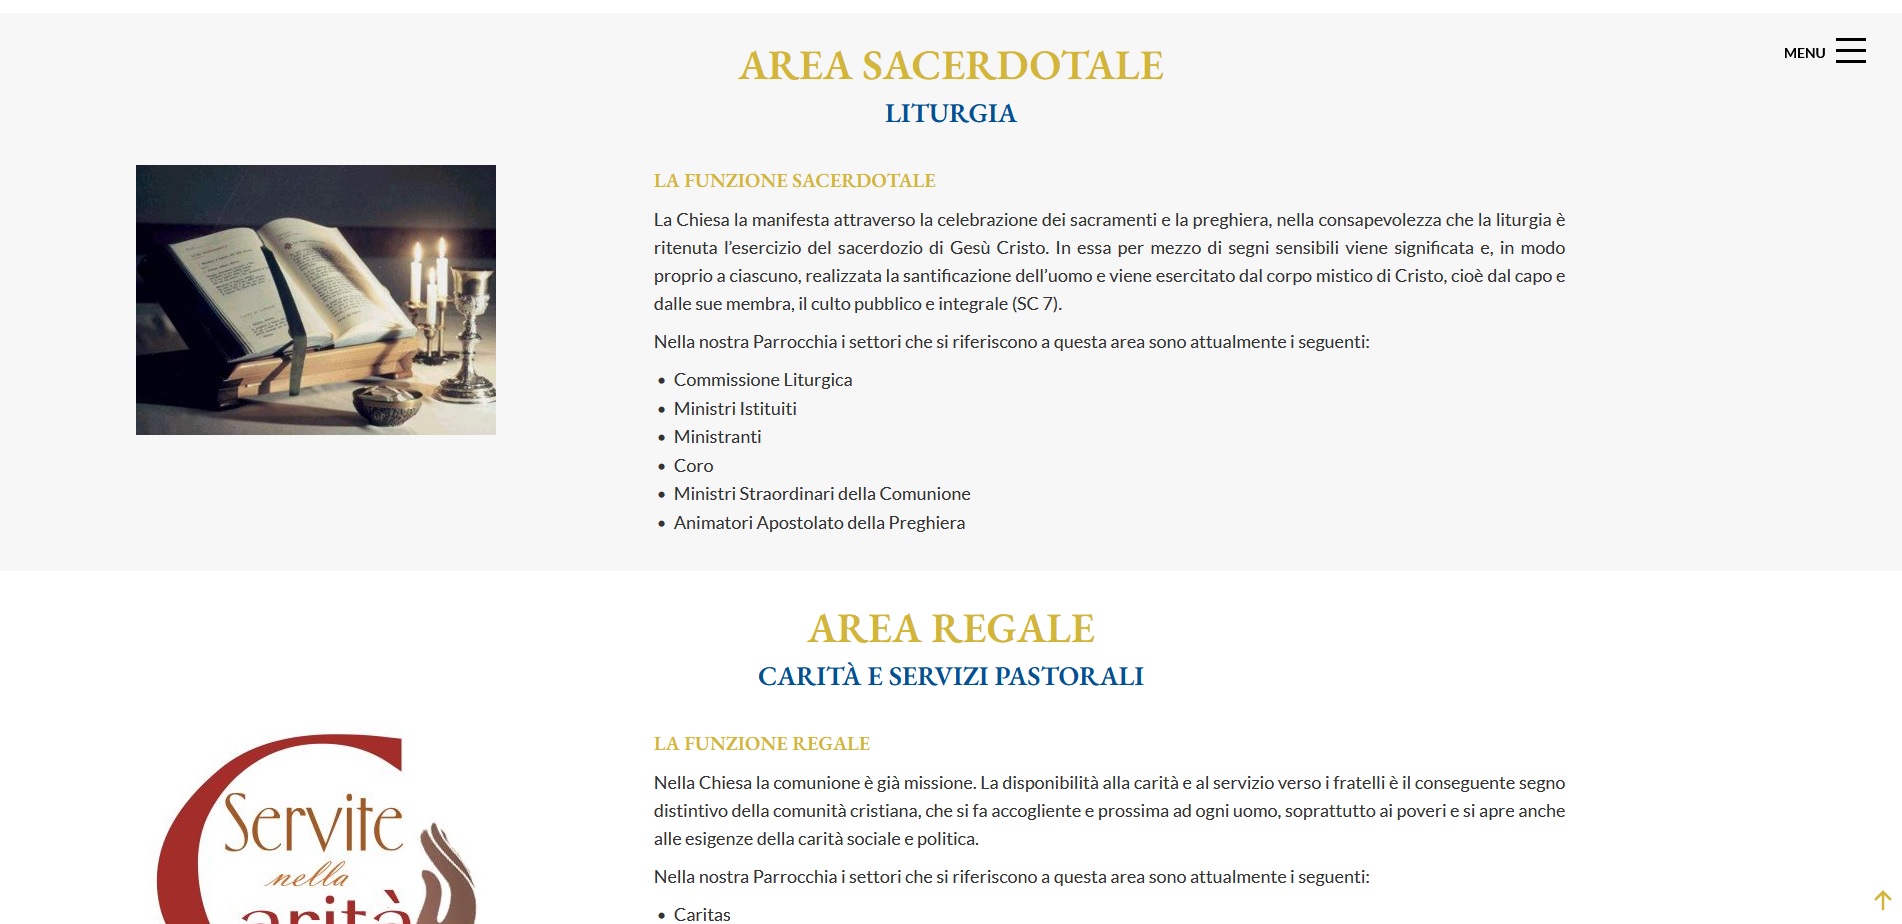 MENU
AREA SACERDOTALE
LITURGIA
LA FUNZIONE SACERDOTALE
La Chiesa la manifesta attraverso la celebrazione dei sacramenti e la preghiera, nella consapevolezza che la liturgia è
ritenuta l’esercizio del sacerdozio di Gesù Cristo. In essa per mezzo di segni sensibili viene significata e, in modo
proprio a ciascuno, realizzata la santificazione dell’uomo e viene esercitato dal corpo mistico di Cristo, cioè dal capo e
dalle sue membra, il culto pubblico e integrale (SC 7).
Nella nostra Parrocchia i settori che si riferiscono a questa area sono attualmente i seguenti:
• Commissione Liturgica
• Ministri Istituiti
• Ministranti
• Coro
• Ministri Straordinari della Comunione
• Animatori Apostolato della Preghiera
AREA REGALE
CARITÀ E SERVIZI PASTORALI
Servite
nella
Carità
LA FUNZIONE REGALE
Nella Chiesa la comunione è già missione. La disponibilità alla carità e al servizio verso i fratelli è il conseguente segno
distintivo della comunità cristiana, che si fa accogliente e prossima ad ogni uomo, soprattutto ai poveri e si apre anche
alle esigenze della carità sociale e politica.
Nella nostra Parrocchia i settori che si riferiscono a questa area sono attualmente i seguenti:
• Caritas